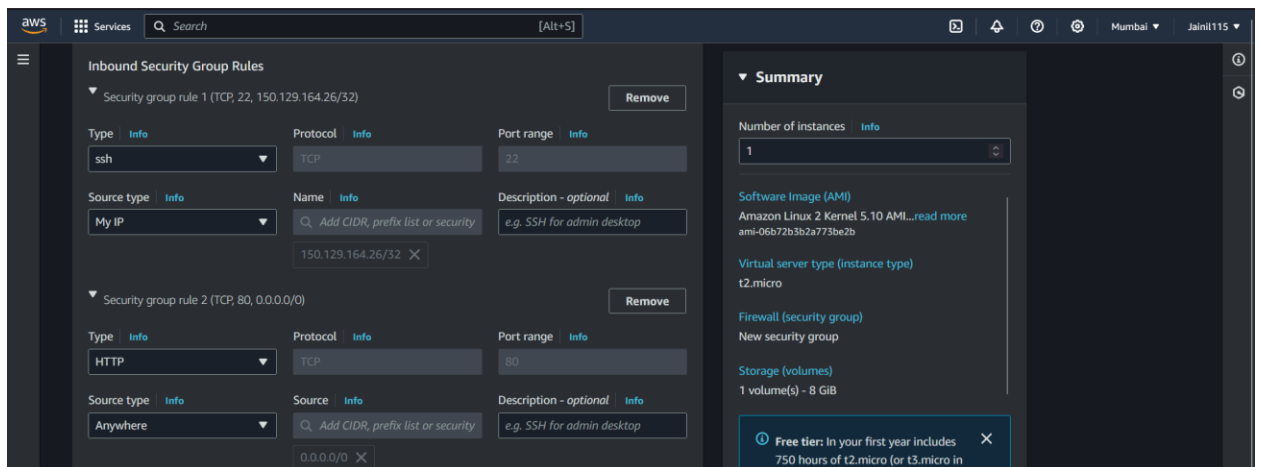 aws
Services
Search
[Alt+S]
Mumbai
Jainil115
Inbound Security Group Rules
Security group rule 1 (TCP, 22, 150.129.164.26/32)
Remove
Type Info
Protocol Info
Port range Info
ssh
TCP
22
Source type Info
Name Info
Description - optional Info
My IP
Add CIDR, prefix list or security
e.g. SSH for admin desktop
150.129.164.26/32
Security group rule 2 (TCP, 80, 0.0.0.0/0)
Remove
Type Info
Protocol Info
Port range Info
HTTP
TCP
80
Source type Info
Source Info
Description - optional Info
Anywhere
Add CIDR, prefix list or security
e.g. SSH for admin desktop
0.0.0.0/0
Summary
Number of instances Info
1
Software Image (AMI)
Amazon Linux 2 Kernel 5.10 AMI...read more
ami-06b72b3b2a773be2b
Virtual server type (instance type)
t2.micro
Firewall (security group)
New security group
Storage (volumes)
1 volume(s) - 8 GiB
Free tier: In your first year includes
750 hours of t2.micro (or t3.micro in